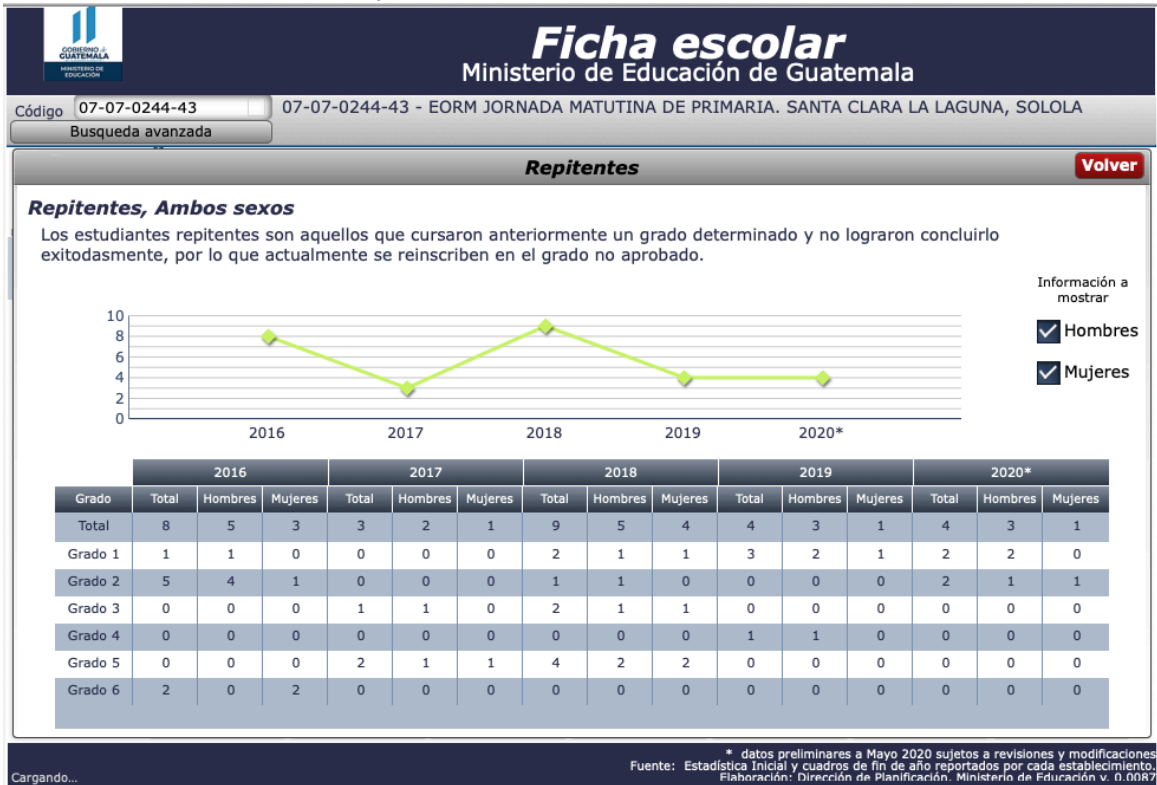 GOBIERNO de
GUATEMALA
MINISTERIO DE
EDUCACIÓN
Ficha escolar
Ministerio de Educación de Guatemala
Código 07-07-0244-43 07-07-0244-43 - EORM JORNADA MATUTINA DE PRIMARIA. SANTA CLARA LA LAGUNA, SOLOLA
Busqueda avanzada
Repitentes Volver
Repitentes, Ambos sexos
Los estudiantes repitentes son aquellos que cursaron anteriormente un grado determinado y no lograron concluirlo
exitodasmente, por lo que actualmente se reinscriben en el grado no aprobado.
Información a
mostrar
Hombres
Mujeres
10
8
6
4
2
0
2016 2017 2018 2019 2020*
2016 2017 2018 2019 2020*
Grado Total Hombres Mujeres Total Hombres Mujeres Total Hombres Mujeres Total Hombres Mujeres Total Hombres Mujeres
Total 8 5 3 3 2 1 9 5 4 4 3 1 4 3 1
Grado 1 1 1 0 0 0 0 2 1 1 3 2 1 2 2 0
Grado 2 5 4 1 0 0 0 1 1 0 0 0 0 2 1 1
Grado 3 0 0 0 1 1 0 2 1 1 0 0 0 0 0 0
Grado 4 0 0 0 0 0 0 0 0 0 1 1 0 0 0 0
Grado 5 0 0 0 2 1 1 4 2 2 0 0 0 0 0 0
Grado 6 2 0 2 0 0 0 0 0 0 0 0 0 0 0 0
* datos preliminares a Mayo 2020 sujetos a revisiones y modificaciones
Fuente: Estadística Inicial y cuadros de fin de año reportados por cada establecimiento.
Elaboración: Dirección de Planificación. Ministerio de Educación v. 0.0087
Cargando...